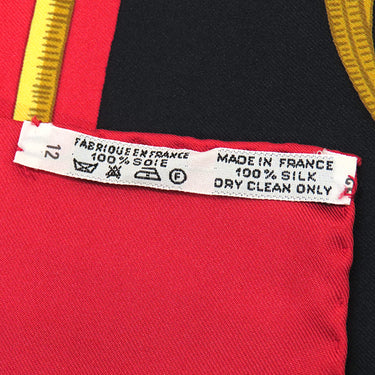 12
FABRIQUE EN FRANCE
100% SOIE
F
MADE IN FRANCE
100% SILK
DRY CLEAN ONLY